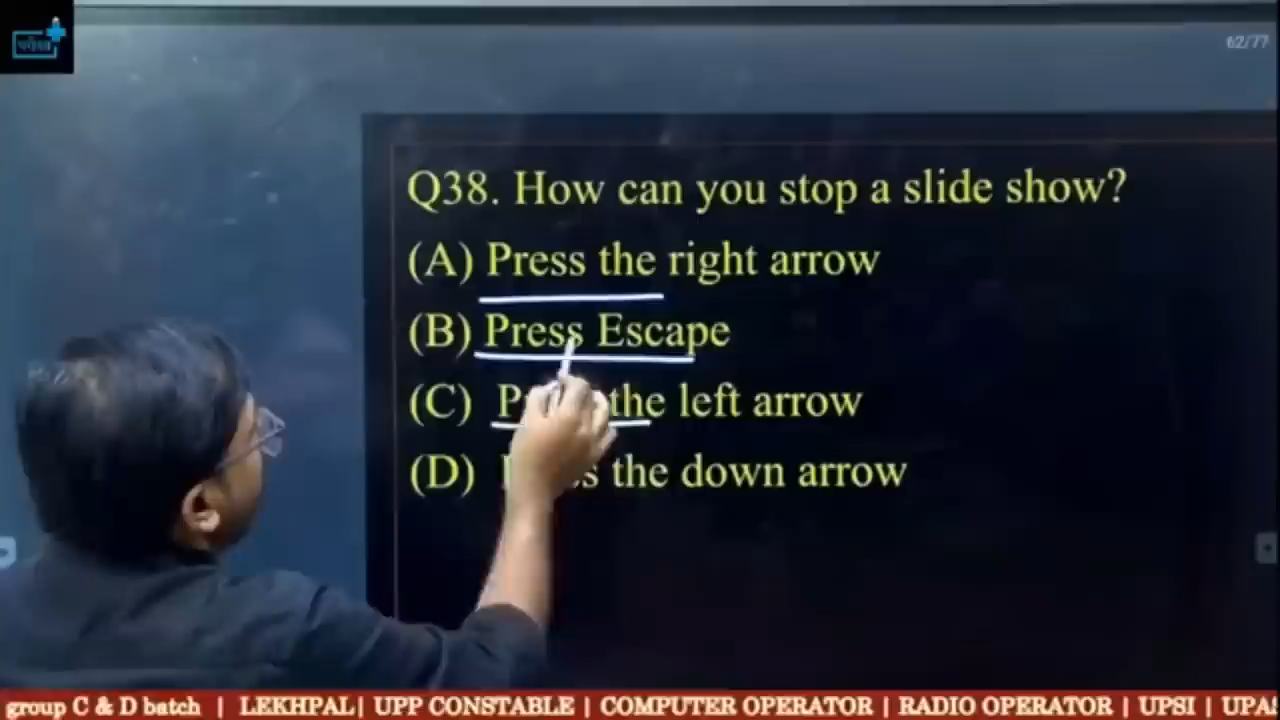 62/77
Q38. How can you stop a slide show?
(A) Press the right arrow
(B) Press Escape
(C) the left arrow
(D) the down arrow
group C & D batch | LEKHPAL| UPP CONSTABLE | COMPUTER OPERATOR | RADIO OPERATOR | UPSI |